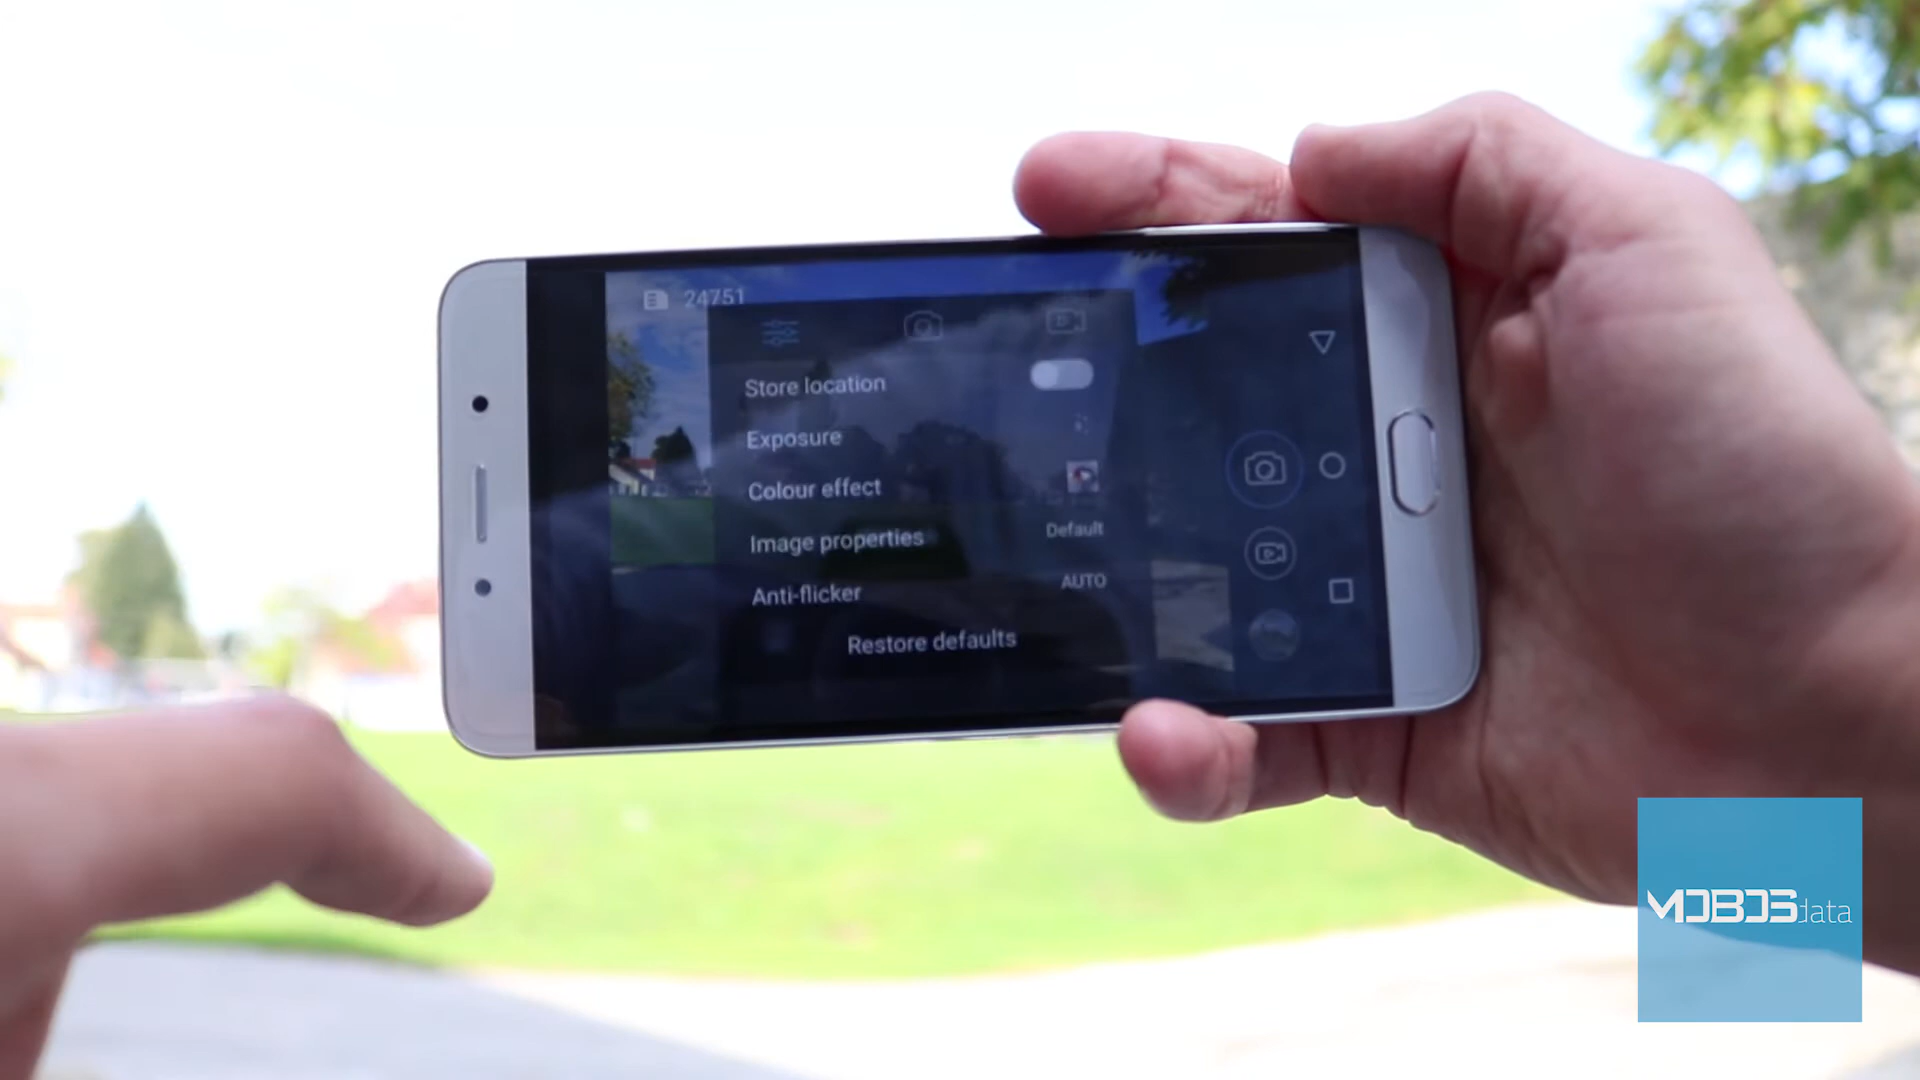 24751
Store location
Exposure
Colour effect
Image properties Default
Anti-flicker AUTO
Restore defaults
MOBOSdata